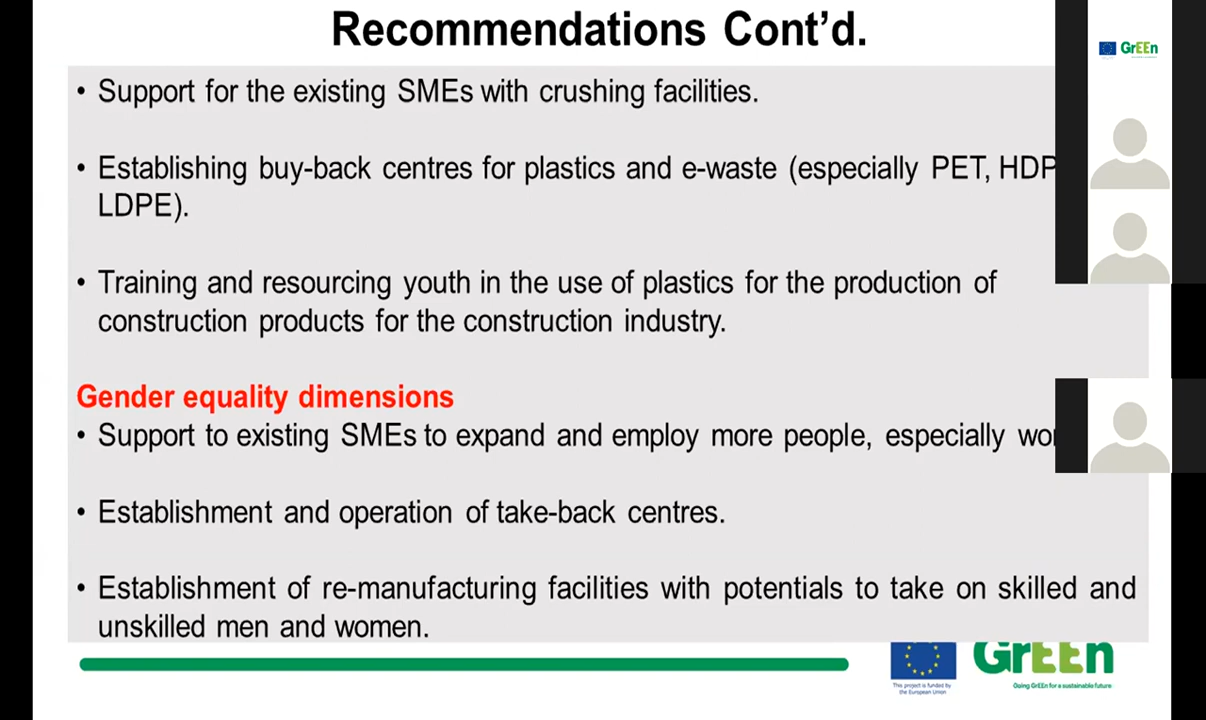 Recommendations Cont’d.
• Support for the existing SMEs with crushing facilities.
• Establishing buy-back centres for plastics and e-waste (especially PET, HDP
LDPE).
• Training and resourcing youth in the use of plastics for the production of
construction products for the construction industry.
Gender equality dimensions
• Support to existing SMEs to expand and employ more people, especially
• Establishment and operation of take-back centres.
• Establishment of re-manufacturing facilities with potentials to take on skilled and
unskilled men and women.
GrEEn
GrEEn
This project is funded by
the European Union
Going GrEEn for a sustainable future